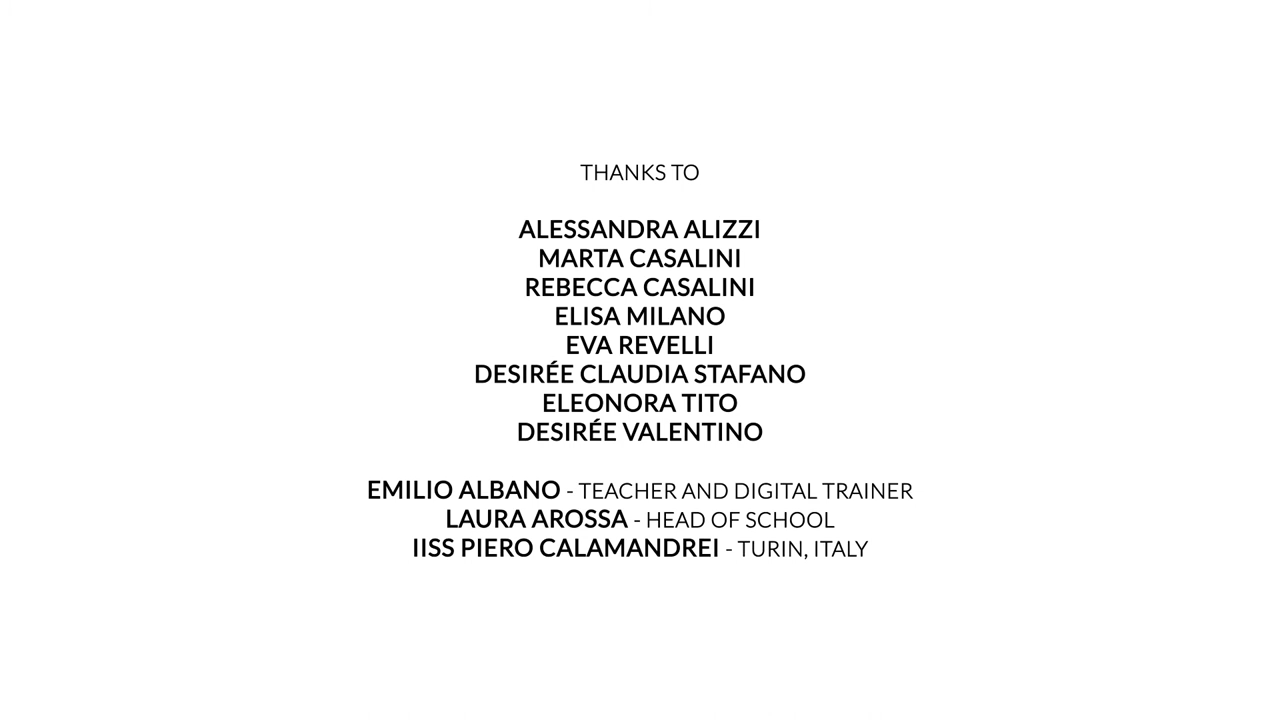 THANKS TO
ALESSANDRA ALIZZI
MARTA CASALINI
REBECCA CASALINI
ELISA MILANO
EVA REVELLI
DESIRÉE CLAUDIA STAFANO
ELEONORA TITO
DESIRÉE VALENTINO
EMILIO ALBANO - TEACHER AND DIGITAL TRAINER
LAURA AROSSA - HEAD OF SCHOOL
IISS PIERO CALAMANDREI - TURIN, ITALY